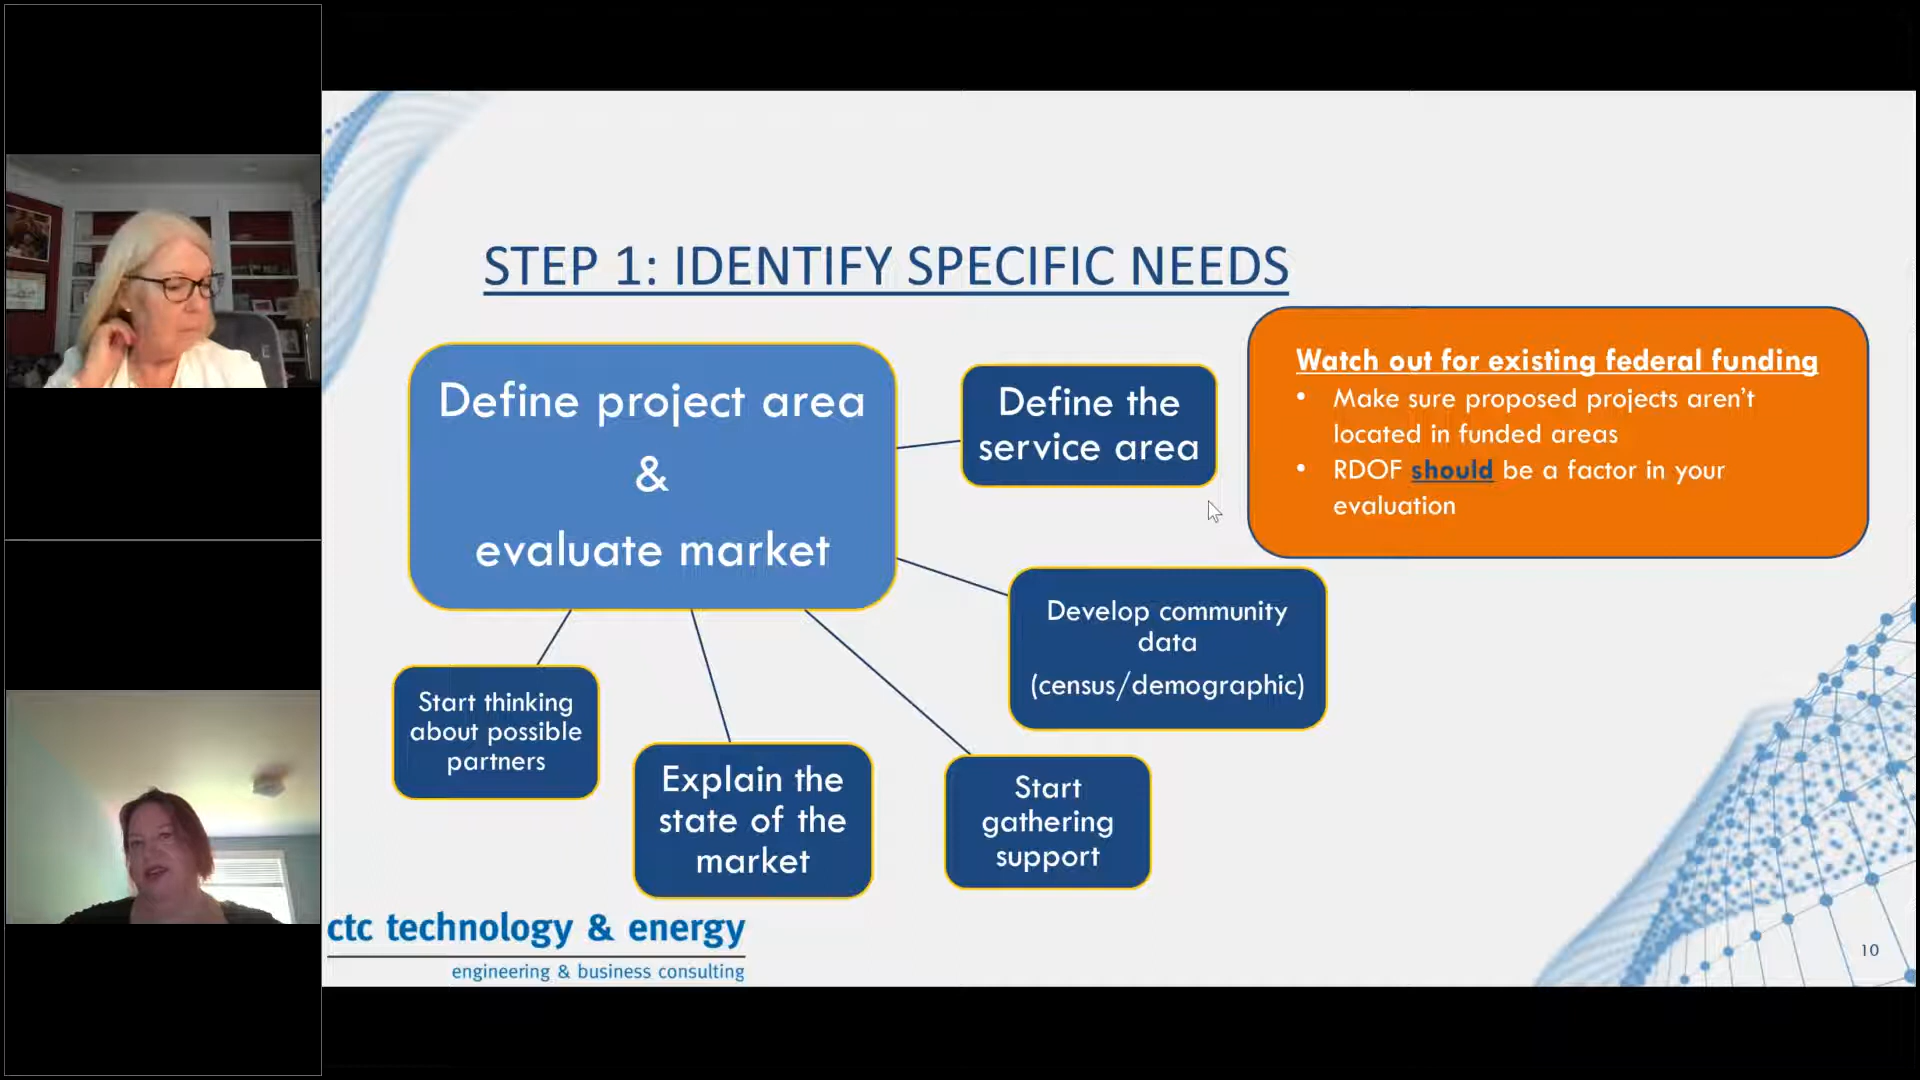 STEP 1: IDENTIFY SPECIFIC NEEDS
Define project area
&
evaluate market
Define the
service area
Watch out for existing federal funding
• Make sure proposed projects aren't
located in funded areas
• RDOF should be a factor in your
evaluation
Develop community
data
(census/demographic)
Start thinking
about possible
partners
Explain the
state of the
market
Start
gathering
support
ctc technology & energy
engineering & business consulting
10